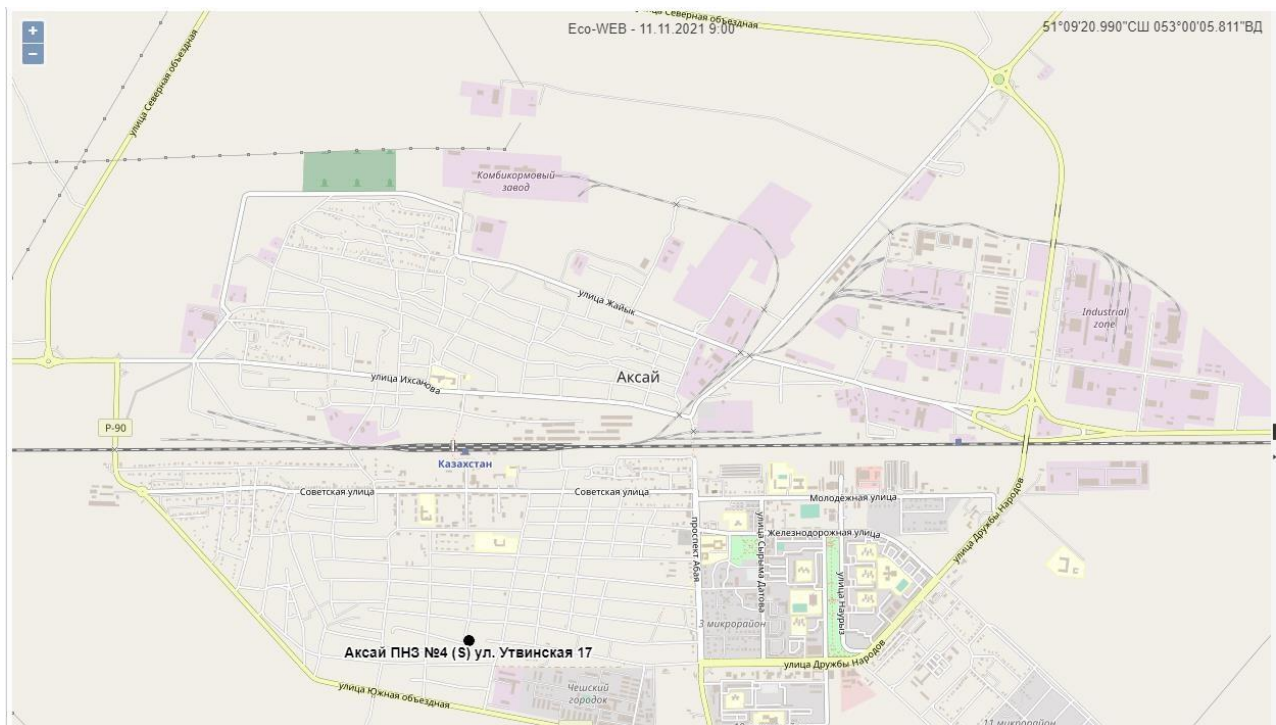 +
−
Eco-WEB - 11.11.2021 9:00
51°09'20.990"СШ 053°00'05.811"ВД
улица Северная объездная
улица Северная объездная
Комбикормовый
завод
улица Жайык
Industrial
zone
Аксай
улица Ихсанова
Р-90
Казахстан
Советская улица
Советская улица
Молодёжная улица
проспект Абая
улица Сырыма Датова
Железнодорожная улица
улица Наурыз
улица Дружбы Народов
3 микрорайон
Аксай ПНЗ №4 (S) ул. Утвинская 17
улица Дружбы Народов
улица Южная объездная
Чешский
городок
11 микрорайон